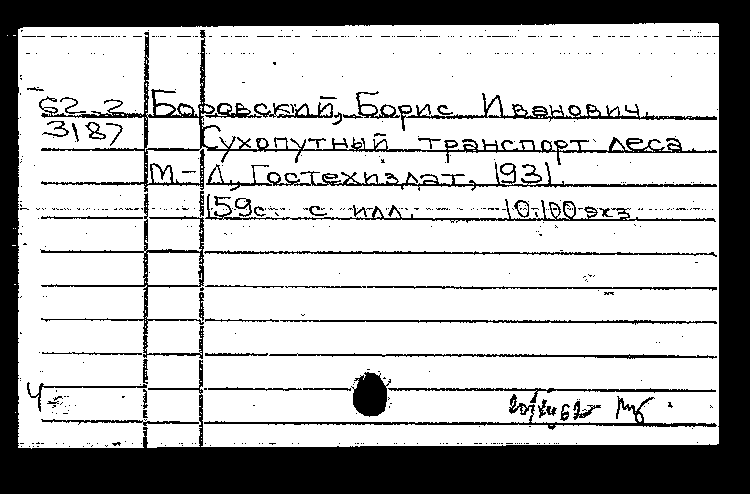 62-2 Боровский, Борис Иванович.
3187 Сухопутный транспорт леса.
М.-Л., Гостехиздат, 1931.
159с. с илл. 10.100 экз.
Ч